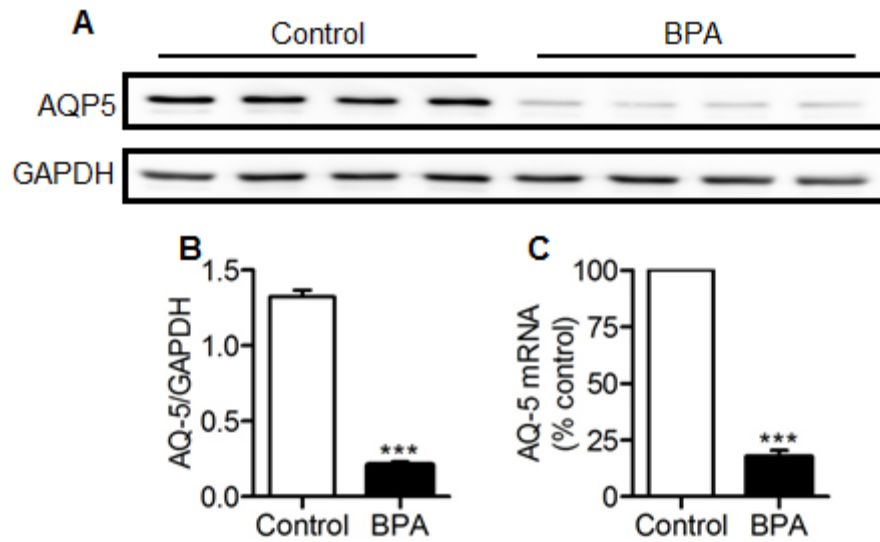 A
Control BPA
AQP5
GAPDH
B
1.5
1.0
0.5
0.0
AQ-5/GAPDH
***
Control BPA
C
100
75
50
25
0
AQ-5 mRNA
(% control)
***
Control BPA